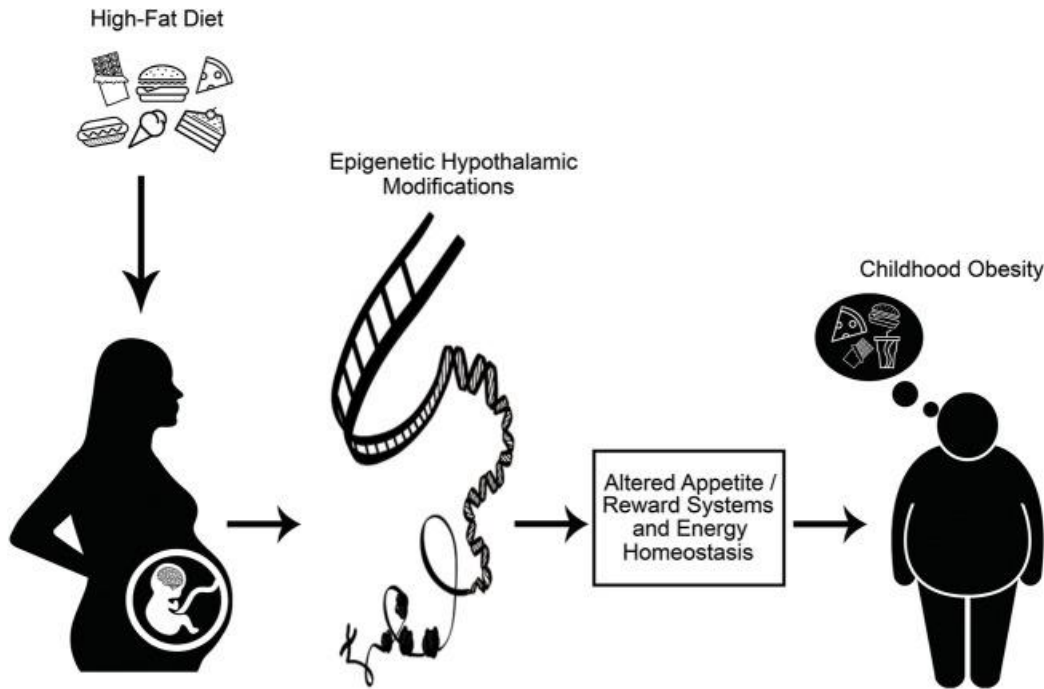 High-Fat Diet
Epigenetic Hypothalamic
Modifications
Altered Appetite /
Reward Systems
and Energy
Homeostasis
Childhood Obesity